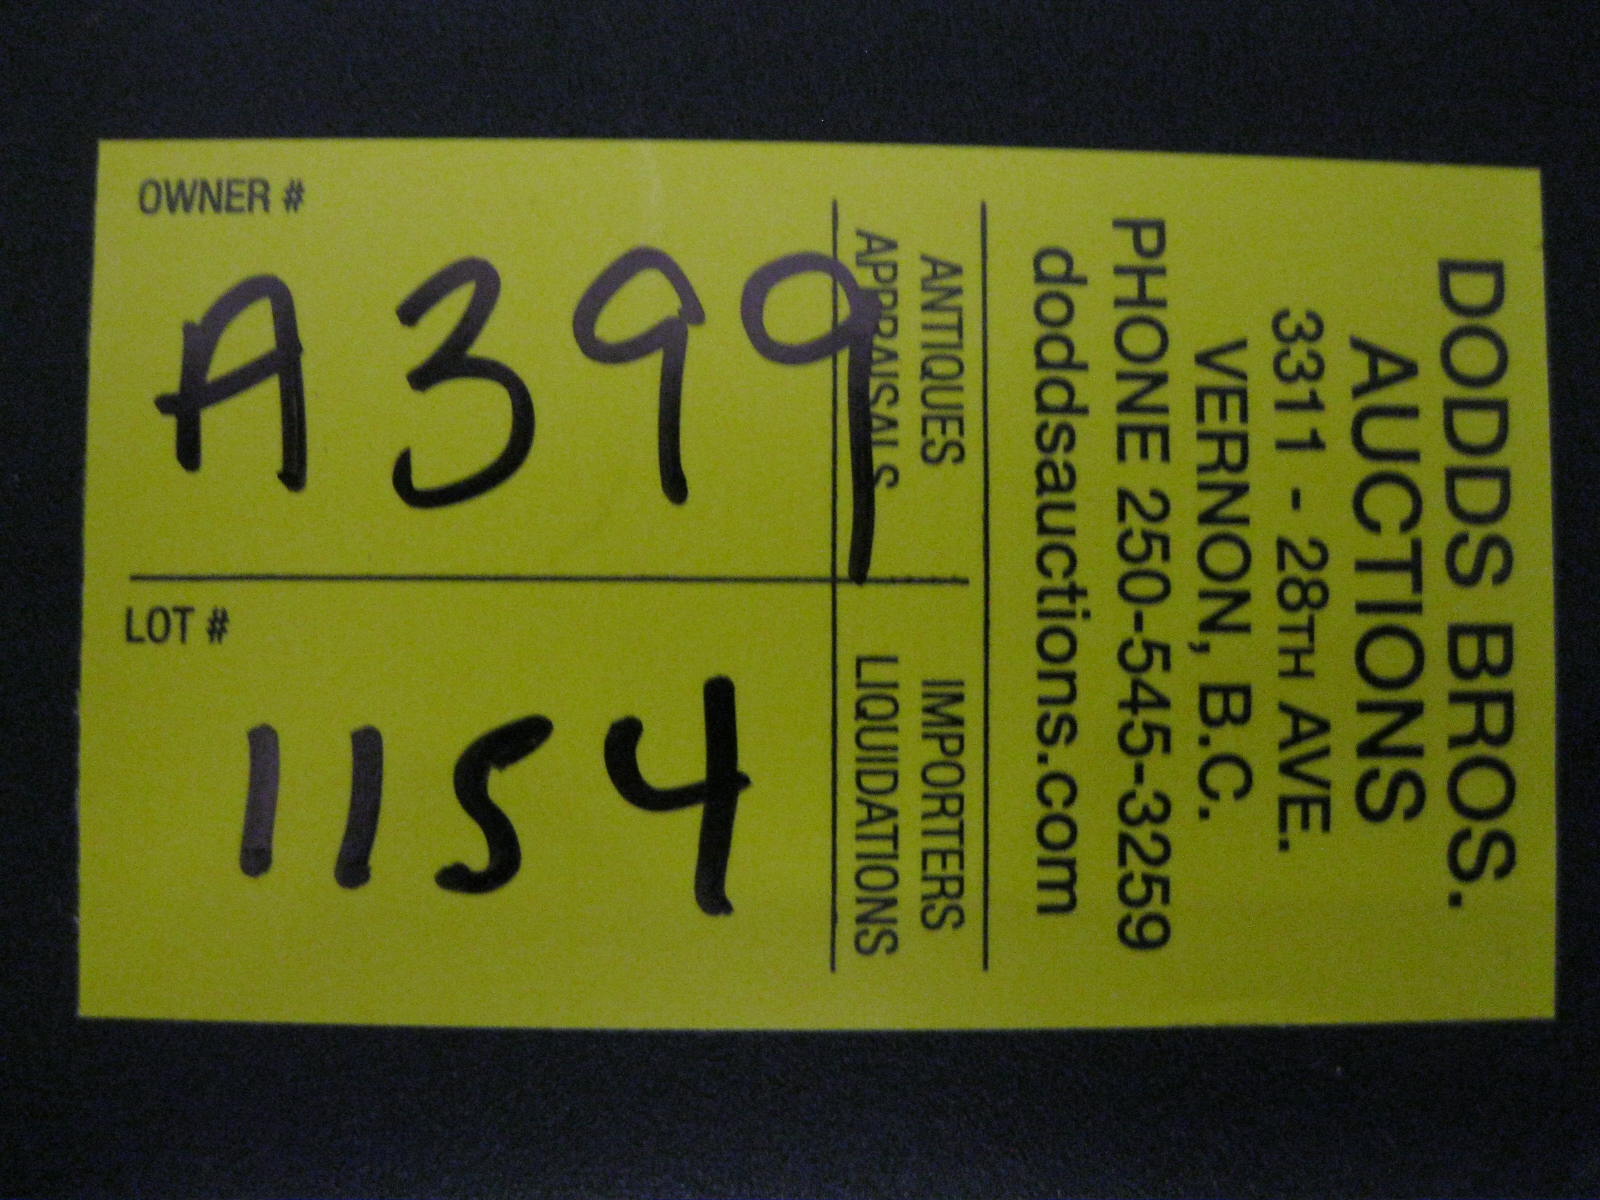 DODDS BROS.
AUCTIONS
3311 - 28TH AVE.
VERNON, B.C.
PHONE 250-545-3259
doddsauctions.com
ANTIQUES
APPRAISALS
IMPORTERS
LIQUIDATIONS
OWNER #
A399
LOT #
1154